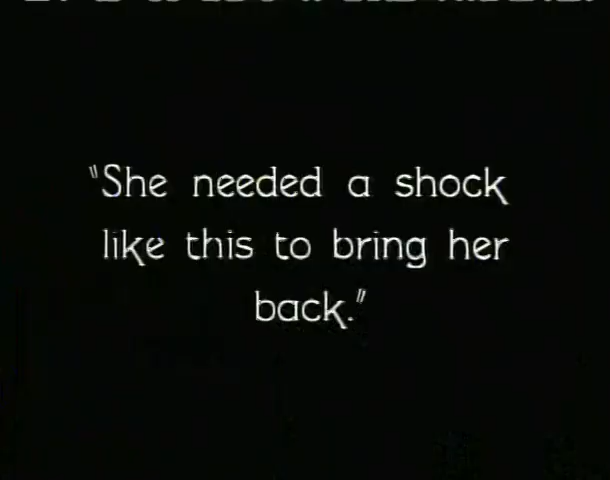 "She needed a shock
like this to bring her
back."